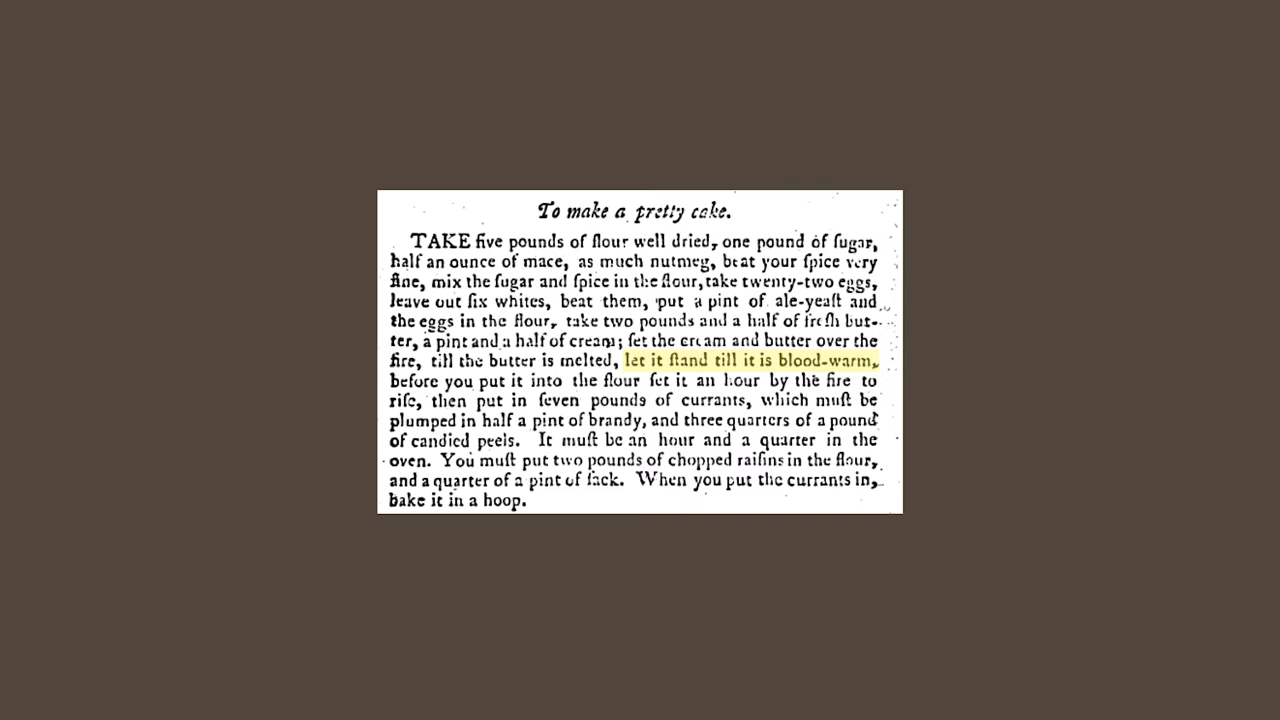 To make a pretty cake.
TAKE five pounds of flour well dried, one pound of ſugar,
half an ounce of mace, as much nutmeg, beat your ſpice very
fine, mix the ſugar and ſpice in the flour, take twenty-two eggs,
leave out ſix whites, beat them, put a pint of ale-yeaſt and
the eggs in the flour, take two pounds and a half of freſh but-
ter, a pint and a half of cream; ſet the cream and butter over the
fire, till the butter is melted, let it ſtand till it is blood-warm,
before you put it into the flour ſet it an hour by the fire to
riſe, then put in ſeven pounds of currants, which muſt be
plumped in half a pint of brandy, and three quarters of a pound
of candied peels. It muſt be an hour and a quarter in the
oven. You muſt put two pounds of chopped raiſins in the flour,
and a quarter of a pint of ſack. When you put the currants in,
bake it in a hoop.